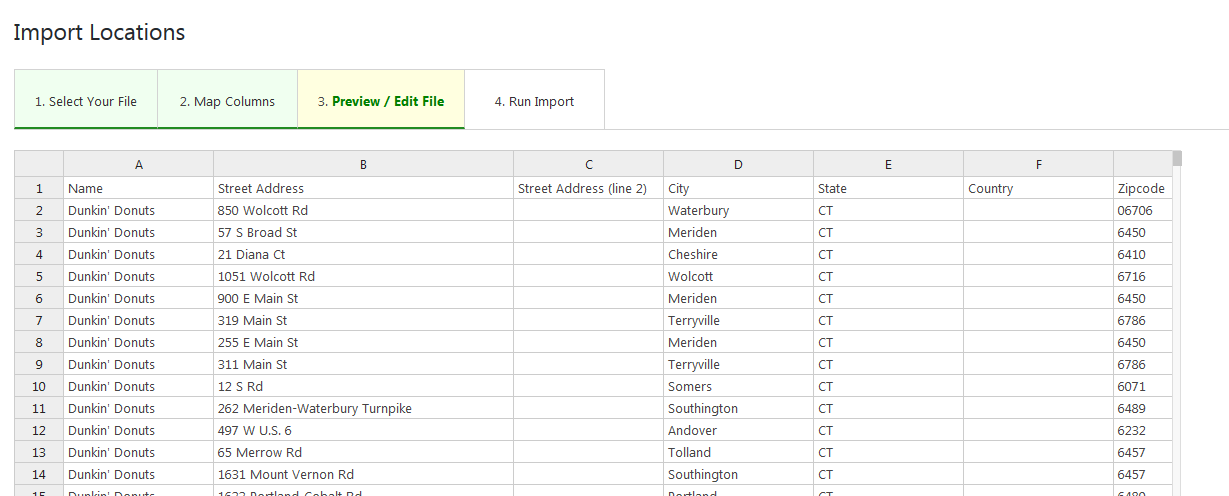 Import Locations
1. Select Your File 2. Map Columns 3. Preview / Edit File 4. Run Import
A B C D E F
1 Name Street Address Street Address (line 2) City State Country Zipcode
2 Dunkin' Donuts 850 Wolcott Rd Waterbury CT 06706
3 Dunkin' Donuts 57 S Broad St Meriden CT 6450
4 Dunkin' Donuts 21 Diana Ct Cheshire CT 6410
5 Dunkin' Donuts 1051 Wolcott Rd Wolcott CT 6716
6 Dunkin' Donuts 900 E Main St Meriden CT 6450
7 Dunkin' Donuts 319 Main St Terryville CT 6786
8 Dunkin' Donuts 255 E Main St Meriden CT 6450
9 Dunkin' Donuts 311 Main St Terryville CT 6786
10 Dunkin' Donuts 12 S Rd Somers CT 6071
11 Dunkin' Donuts 262 Meriden-Waterbury Turnpike Southington CT 6489
12 Dunkin' Donuts 497 W U.S. 6 Andover CT 6232
13 Dunkin' Donuts 65 Merrow Rd Tolland CT 6457
14 Dunkin' Donuts 1631 Mount Vernon Rd Southington CT 6457
15 Dunkin' Donuts Portland-Cobalt Rd Portland CT 6480